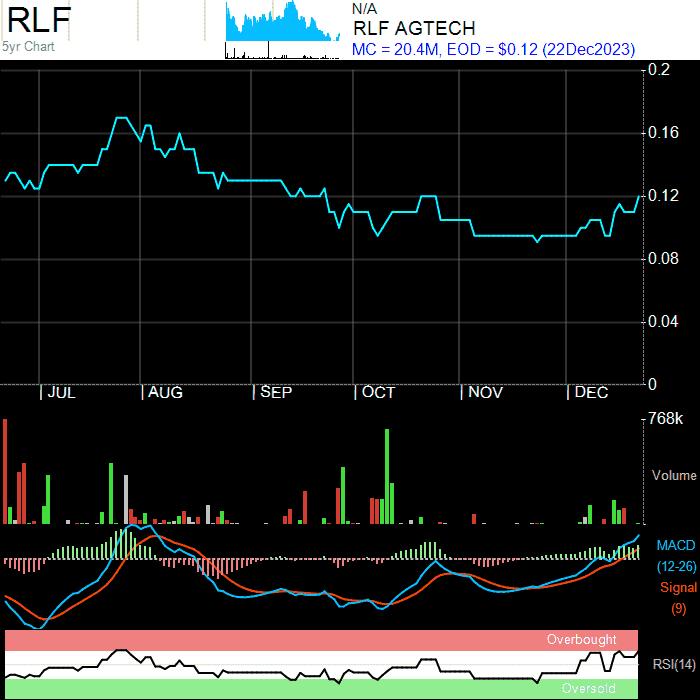 RLF
5yr Chart
N/A
RLF AGTECH
MC = 20.4M, EOD = $0.12 (22Dec2023)
0.2
0.16
0.12
0.08
0.04
0
JUL AUG SEP OCT NOV DEC
768k
Volume
MACD
(12-26)
Signal
(9)
Overbought
RSI(14)
Oversold